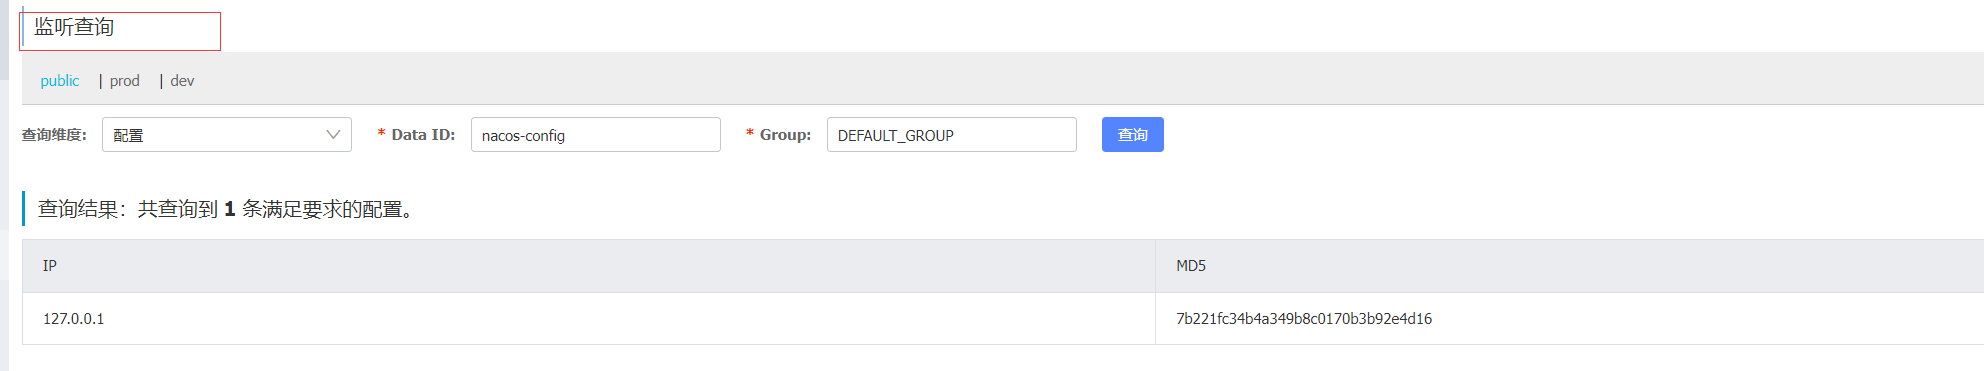 监听查询
public | prod | dev
查询维度: 配置 * Data ID: nacos-config * Group: DEFAULT_GROUP 查询
查询结果：共查询到 1 条满足要求的配置。
IP MD5
127.0.0.1 7b221fc34b4a349b8c0170b3b92e4d16